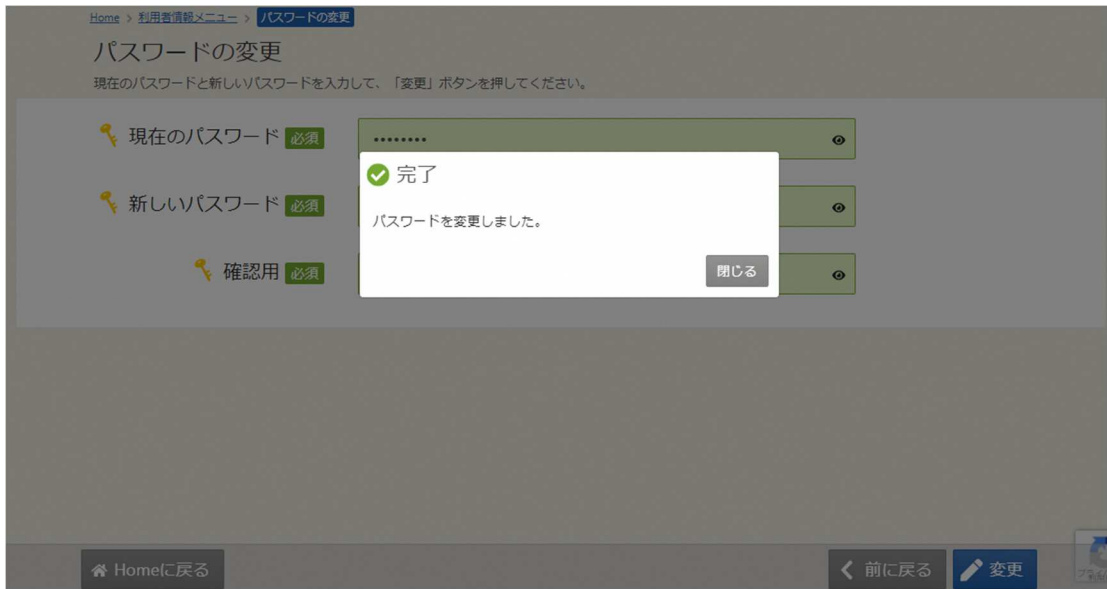 Home > 利用者情報メニュー > パスワードの変更
パスワードの変更
現在のパスワードと新しいパスワードを入力して、「変更」ボタンを押してください。
現在のパスワード 必須 ••••••••
完了
新しいパスワード 必須
パスワードを変更しました。
閉じる
確認用 必須
Homeに戻る 前に戻る 変更